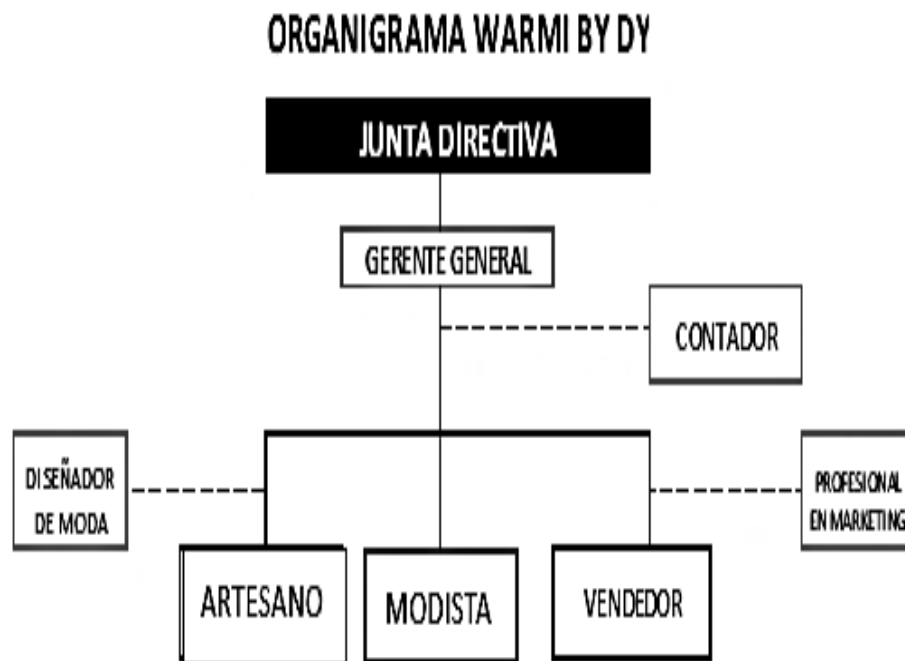 ORGANIGRAMA WARMI BY DY
JUNTA DIRECTIVA
GERENTE GENERAL
CONTADOR
DISEÑADOR
DE MODA
PROFESIONAL
EN MARKETING
ARTESANO
MODISTA
VENDEDOR